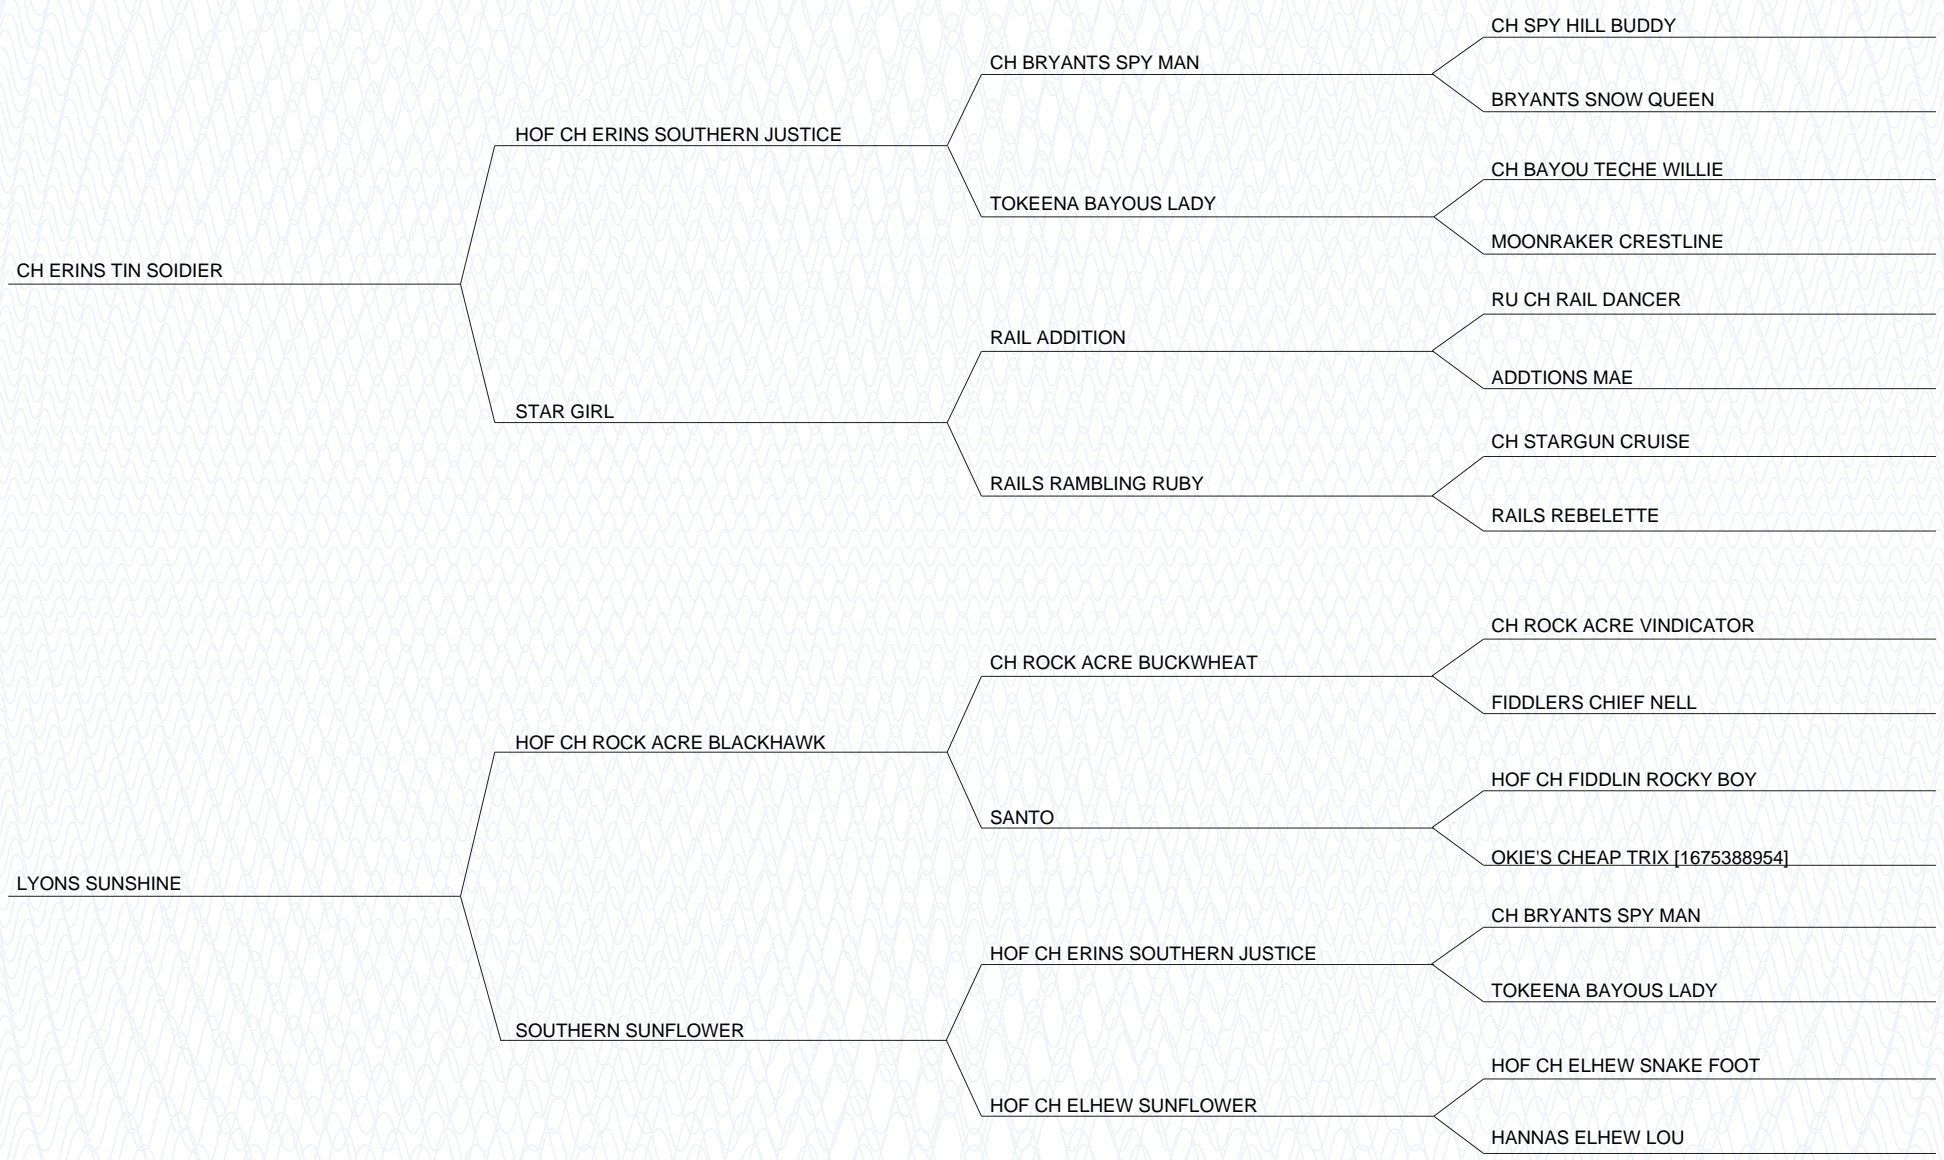 CH SPY HILL BUDDY
CH BRYANTS SPY MAN
BRYANTS SNOW QUEEN
HOF CH ERINS SOUTHERN JUSTICE
CH BAYOU TECHE WILLIE
TOKEENA BAYOUS LADY
MOONRAKER CRESTLINE
CH ERINS TIN SOIDIER
RU CH RAIL DANCER
RAIL ADDITION
ADDTIONS MAE
STAR GIRL
CH STARGUN CRUISE
RAILS RAMBLING RUBY
RAILS REBELETTE
CH ROCK ACRE VINDICATOR
CH ROCK ACRE BUCKWHEAT
FIDDLERS CHIEF NELL
HOF CH ROCK ACRE BLACKHAWK
HOF CH FIDDLIN ROCKY BOY
SANTO
OKIE'S CHEAP TRIX [1675388954]
LYONS SUNSHINE
CH BRYANTS SPY MAN
HOF CH ERINS SOUTHERN JUSTICE
TOKEENA BAYOUS LADY
SOUTHERN SUNFLOWER
HOF CH ELHEW SNAKE FOOT
HOF CH ELHEW SUNFLOWER
HANNAS ELHEW LOU